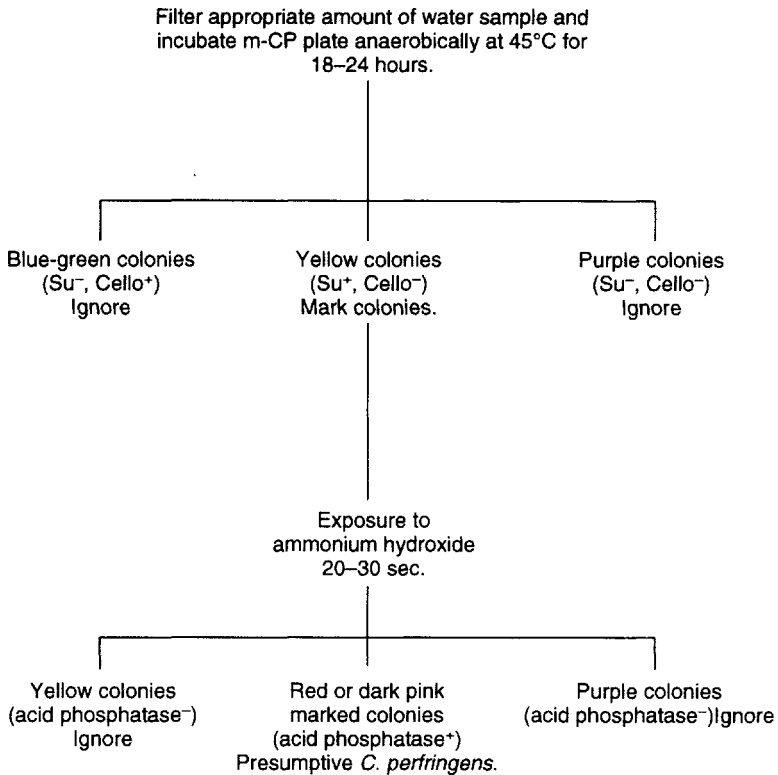 Filter appropriate amount of water sample and
incubate m-CP plate anaerobically at 45°C for
18–24 hours.
Blue-green colonies
(Su⁻, Cello⁺)
Ignore
Yellow colonies
(Su⁺, Cello⁻)
Mark colonies.
Purple colonies
(Su⁻, Cello⁻)
Ignore
Exposure to
ammonium hydroxide
20–30 sec.
Yellow colonies
(acid phosphatase⁻)
Ignore
Red or dark pink
marked colonies
(acid phosphatase⁺)
Presumptive C. perfringens.
Purple colonies
(acid phosphatase⁻)Ignore